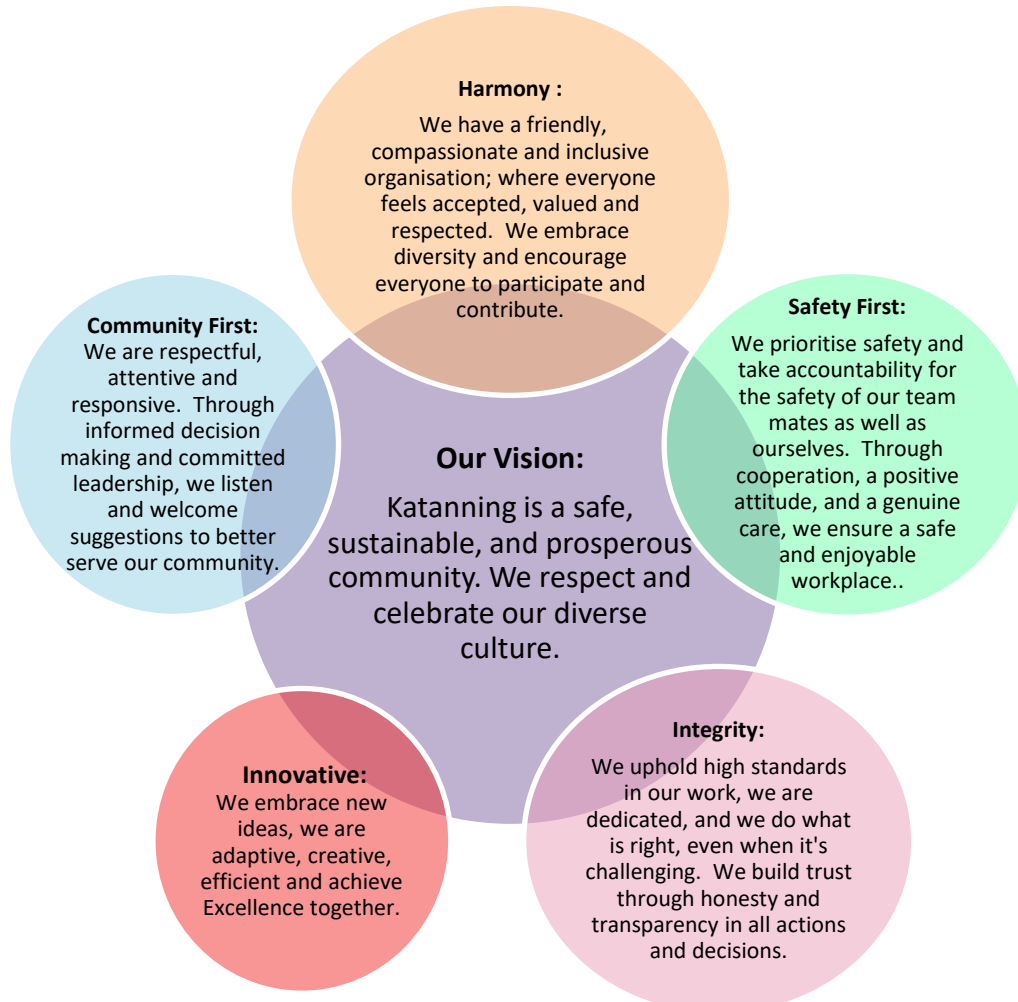 Harmony :
We have a friendly,
compassionate and inclusive
organisation; where everyone
feels accepted, valued and
respected.  We embrace
diversity and encourage
everyone to participate and
contribute.
Community First:
We are respectful,
attentive and
responsive.  Through
informed decision
making and committed
leadership, we listen
and welcome
suggestions to better
serve our community.
Safety First:
We prioritise safety and
take accountability for
the safety of our team
mates as well as
ourselves.  Through
cooperation, a positive
attitude, and a genuine
care, we ensure a safe
and enjoyable
workplace..
Our Vision:
Katanning is a safe,
sustainable, and prosperous
community. We respect and
celebrate our diverse
culture.
Innovative:
We embrace new
ideas, we are
adaptive, creative,
efficient and achieve
Excellence together.
Integrity:
We uphold high standards
in our work, we are
dedicated, and we do what
is right, even when it's
challenging.  We build trust
through honesty and
transparency in all actions
and decisions.